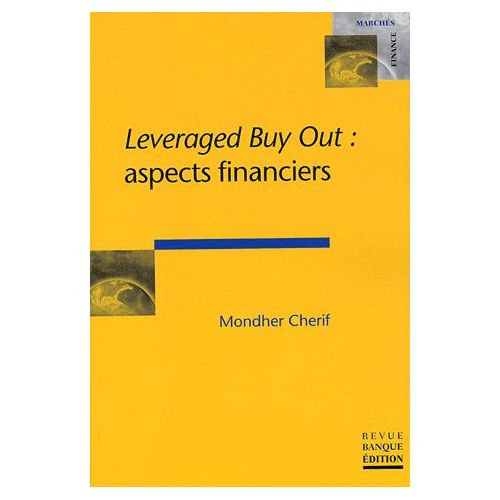 MARCHÉS
FINANCE
Leveraged Buy Out :
aspects financiers
Mondher Cherif
REVUE
BANQUE
ÉDITION